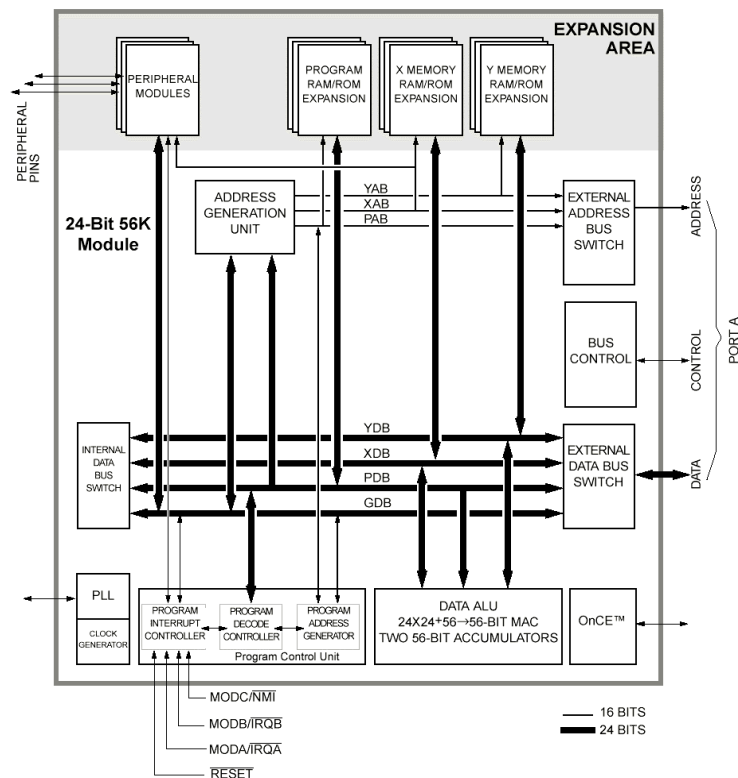 EXPANSION
AREA
PERIPHERAL
MODULES
PROGRAM
RAM/ROM
EXPANSION
X MEMORY
RAM/ROM
EXPANSION
Y MEMORY
RAM/ROM
EXPANSION
PERIPHERAL
PINS
24-Bit 56K
Module
ADDRESS
GENERATION
UNIT
YAB
XAB
PAB
EXTERNAL
ADDRESS
BUS
SWITCH
ADDRESS
BUS
CONTROL
CONTROL
PORT A
INTERNAL
DATA
BUS
SWITCH
YDB
XDB
PDB
GDB
EXTERNAL
DATA BUS
SWITCH
DATA
PLL
CLOCK
GENERATOR
PROGRAM
INTERRUPT
CONTROLLER
PROGRAM
DECODE
CONTROLLER
PROGRAM
ADDRESS
GENERATOR
Program Control Unit
DATA ALU
24X24+56→56-BIT MAC
TWO 56-BIT ACCUMULATORS
OnCE™
MODC/NMI
MODB/IRQB
MODA/IRQA
RESET
16 BITS
24 BITS